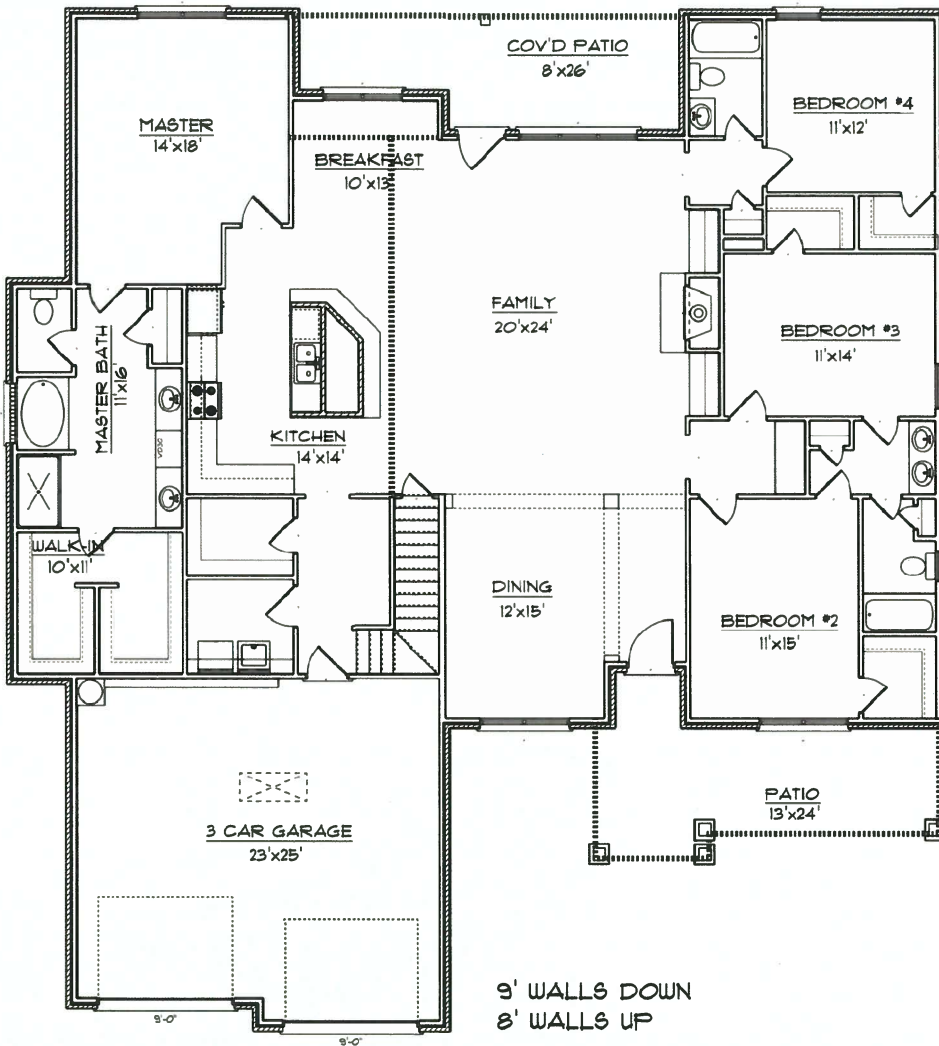 COV'D PATIO
8'x26'
MASTER
14'x18'
BREAKFAST
10'x13'
BEDROOM #4
11'x12'
FAMILY
20'x24'
BEDROOM #3
11'x14'
MASTER BATH
11'x16'
KITCHEN
14'x14'
WALK-IN
10'x11'
DINING
12'x15'
BEDROOM #2
11'x15'
PATIO
13'x24'
3 CAR GARAGE
23'x25'
9'-0"
9'-0"
9' WALLS DOWN
8' WALLS UP